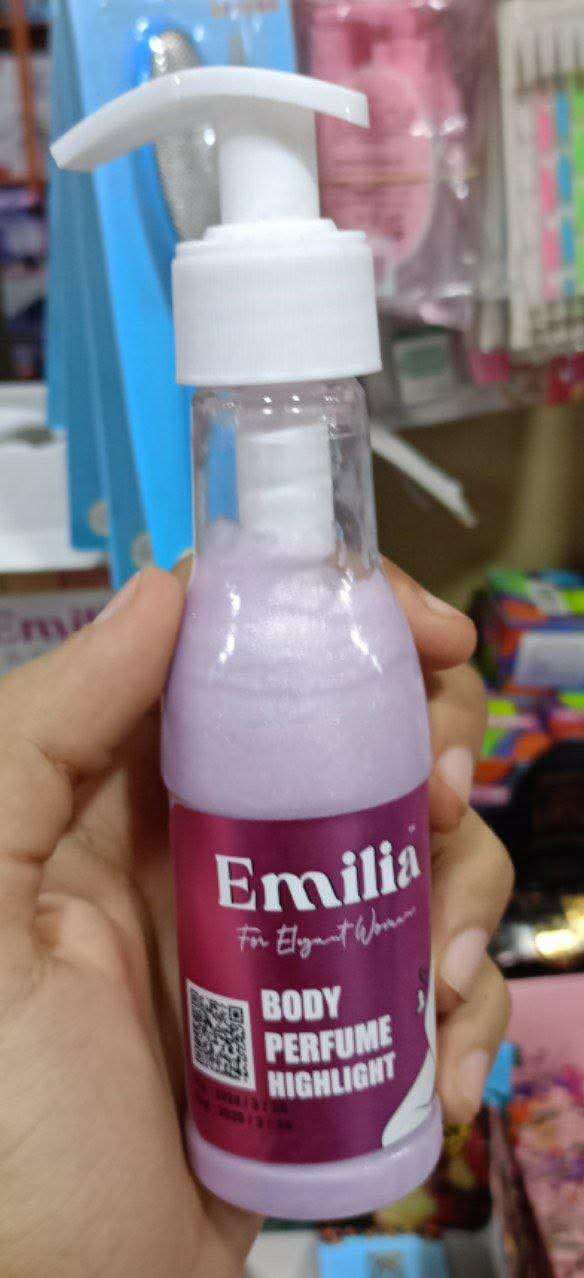 Emilia
For Elegant Woman
BODY
PERFUME
HIGHLIGHT